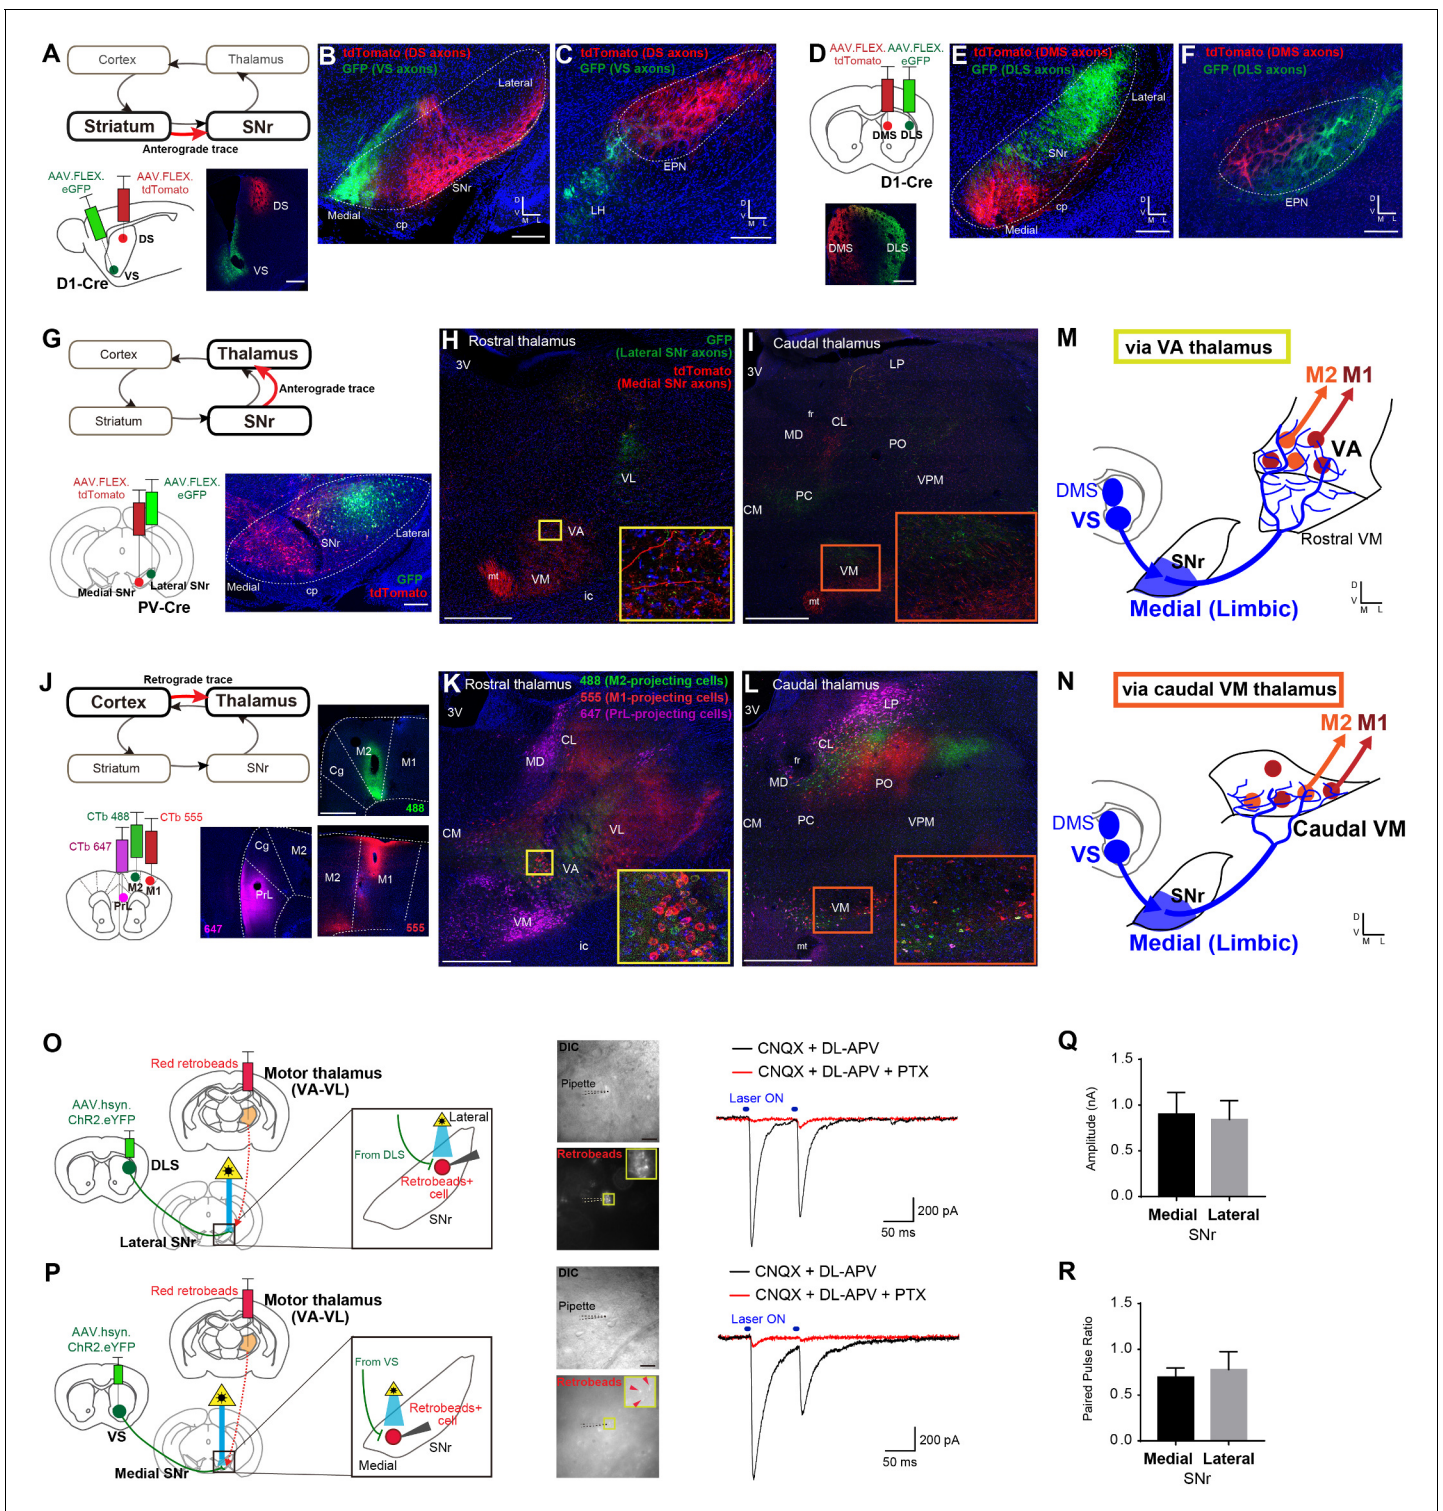 A
Cortex
Thalamus
Striatum
SNr
Anterograde trace
AAV.FLEX.
eGFP
AAV.FLEX.
tdTomato
DS
VS
D1-Cre
DS
VS
B
tdTomato (DS axons)
GFP (VS axons)
Lateral
SNr
Medial
cp
D
V
M L
C
tdTomato (DS axons)
GFP (VS axons)
EPN
LH
D
V
M L
D
AAV.FLEX.
tdTomato
AAV.FLEX.
eGFP
DMS
DLS
D1-Cre
DMS
DLS
E
tdTomato (DMS axons)
GFP (DLS axons)
Lateral
SNr
cp
Medial
D
V
M L
F
tdTomato (DMS axons)
GFP (DLS axons)
EPN
D
V
M L
G
Cortex
Thalamus
Anterograde trace
Striatum
SNr
AAV.FLEX.
tdTomato
AAV.FLEX.
eGFP
Lateral SNr
Medial SNr
PV-Cre
SNr
Lateral
Medial
cp
GFP
tdTomato
H
Rostral thalamus
3V
GFP
(Lateral SNr axons)
tdTomato
(Medial SNr axons)
VL
VA
VM
mt
ic
I
Caudal thalamus
3V
LP
fr
CL
MD
PO
VPM
PC
CM
VM
mt
M
via VA thalamus
M2 M1
VA
DMS
VS
SNr
Rostral VM
Medial (Limbic)
D
V
M L
J
Retrograde trace
Cortex
Thalamus
Striatum
SNr
M2
M1
Cg
488
CTb 488
CTb 555
CTb 647
M2
M1
PrL
Cg
M2
PrL
647
M2
M1
555
K
Rostral thalamus
3V
488 (M2-projecting cells)
555 (M1-projecting cells)
647 (PrL-projecting cells)
CL
MD
CM
VL
VA
VM
ic
L
Caudal thalamus
3V
LP
CL
fr
MD
PO
PC
VPM
VM
mt
N
via caudal VM thalamus
M2 M1
Caudal VM
DMS
VS
SNr
Medial (Limbic)
D
V
M L
O
Red retrobeads
Motor thalamus
(VA-VL)
AAV.hsyn.
ChR2.eYFP
DLS
Lateral SNr
Lateral
From DLS
Retrobeads+
cell
SNr
DIC
Pipette
Retrobeads
CNQX + DL-APV
CNQX + DL-APV + PTX
Laser ON
200 pA
50 ms
Q
Amplitude (nA)
1.5
1.0
0.5
0.0
Medial Lateral
SNr
P
Red retrobeads
Motor thalamus
(VA-VL)
AAV.hsyn.
ChR2.eYFP
VS
Medial SNr
From VS
Retrobeads+
cell
SNr
Medial
DIC
Pipette
Retrobeads
CNQX + DL-APV
CNQX + DL-APV + PTX
Laser ON
200 pA
50 ms
R
Paired Pulse Ratio
1.5
1.0
0.5
0.0
Medial Lateral
SNr